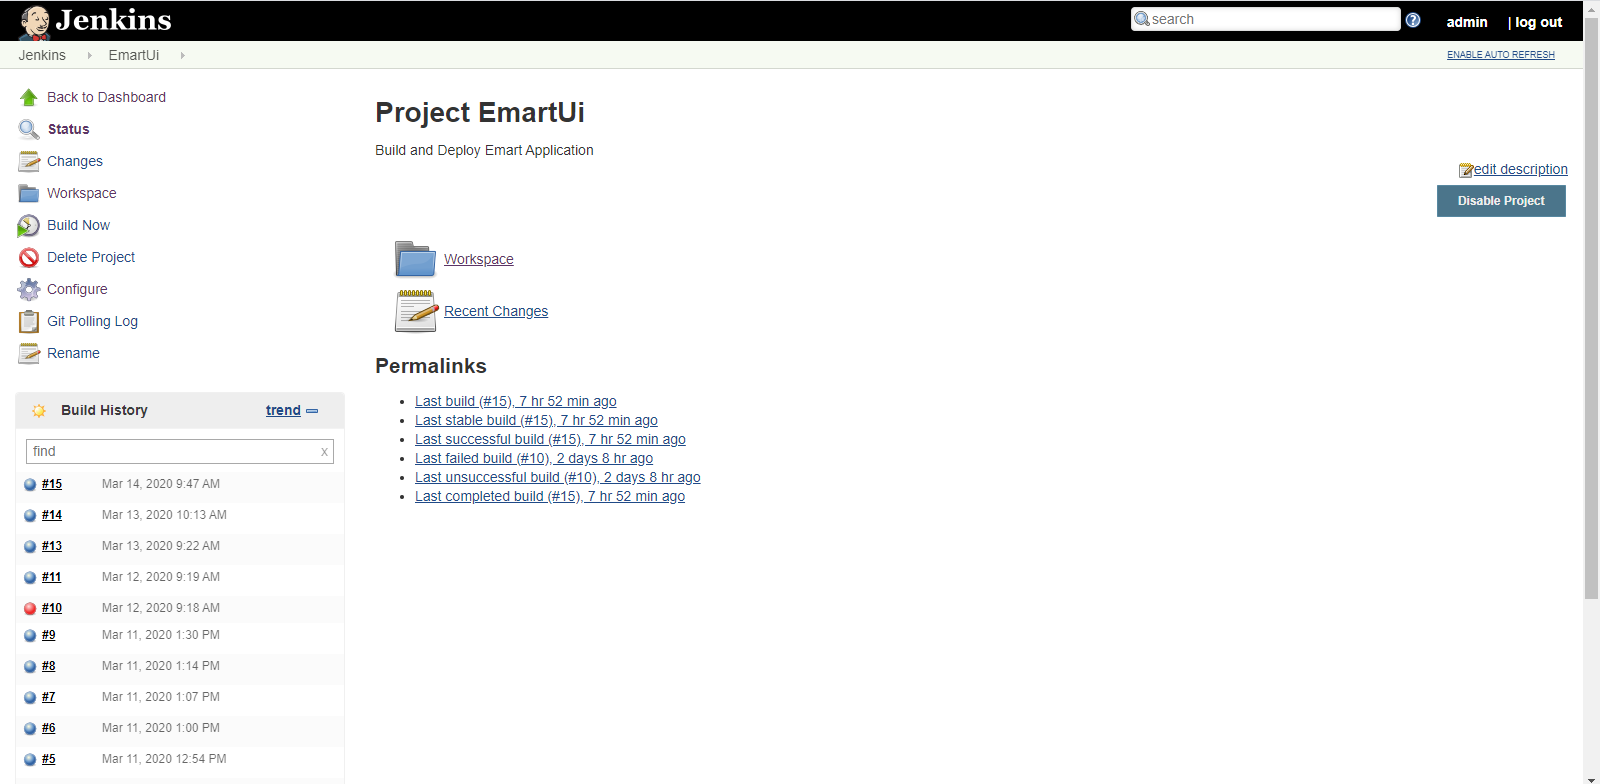 Jenkins
search
admin
| log out
Jenkins
EmartUi
ENABLE AUTO REFRESH
Back to Dashboard
Status
Changes
Workspace
Build Now
Delete Project
Configure
Git Polling Log
Rename
Build History
trend
find
x
#15 Mar 14, 2020 9:47 AM
#14 Mar 13, 2020 10:13 AM
#13 Mar 13, 2020 9:22 AM
#11 Mar 12, 2020 9:19 AM
#10 Mar 12, 2020 9:18 AM
#9 Mar 11, 2020 1:30 PM
#8 Mar 11, 2020 1:14 PM
#7 Mar 11, 2020 1:07 PM
#6 Mar 11, 2020 1:00 PM
#5 Mar 11, 2020 12:54 PM
Project EmartUi
Build and Deploy Emart Application
edit description
Disable Project
Workspace
Recent Changes
Permalinks
Last build (#15), 7 hr 52 min ago
Last stable build (#15), 7 hr 52 min ago
Last successful build (#15), 7 hr 52 min ago
Last failed build (#10), 2 days 8 hr ago
Last unsuccessful build (#10), 2 days 8 hr ago
Last completed build (#15), 7 hr 52 min ago